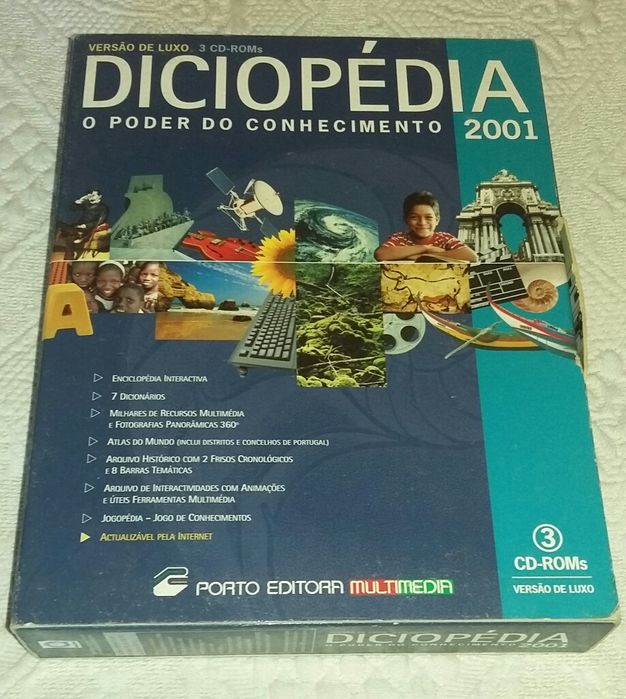 VERSÃO DE LUXO 3 CD-ROMs
DICIOPÉDIA
O PODER DO CONHECIMENTO 2001
A
ENCICLOPÉDIA INTERACTIVA
7 DICIONÁRIOS
MILHARES DE RECURSOS MULTIMÉDIA
E FOTOGRAFIAS PANORÂMICAS 360º
ATLAS DO MUNDO (INCLUI DISTRITOS E CONCELHOS DE PORTUGAL)
ARQUIVO HISTÓRICO COM 2 FRISOS CRONOLÓGICOS
E 8 BARRAS TEMÁTICAS
ARQUIVO DE INTERACTIVIDADES COM ANIMAÇÕES
E ÚTEIS FERRAMENTAS MULTIMÉDIA
JOGOPÉDIA – JOGO DE CONHECIMENTOS
ACTUALIZÁVEL PELA INTERNET
3
CD-ROMs
VERSÃO DE LUXO
PORTO EDITORA MULTIMEDIA
DICIOPÉDIA
O PODER DO CONHECIMENTO 2001